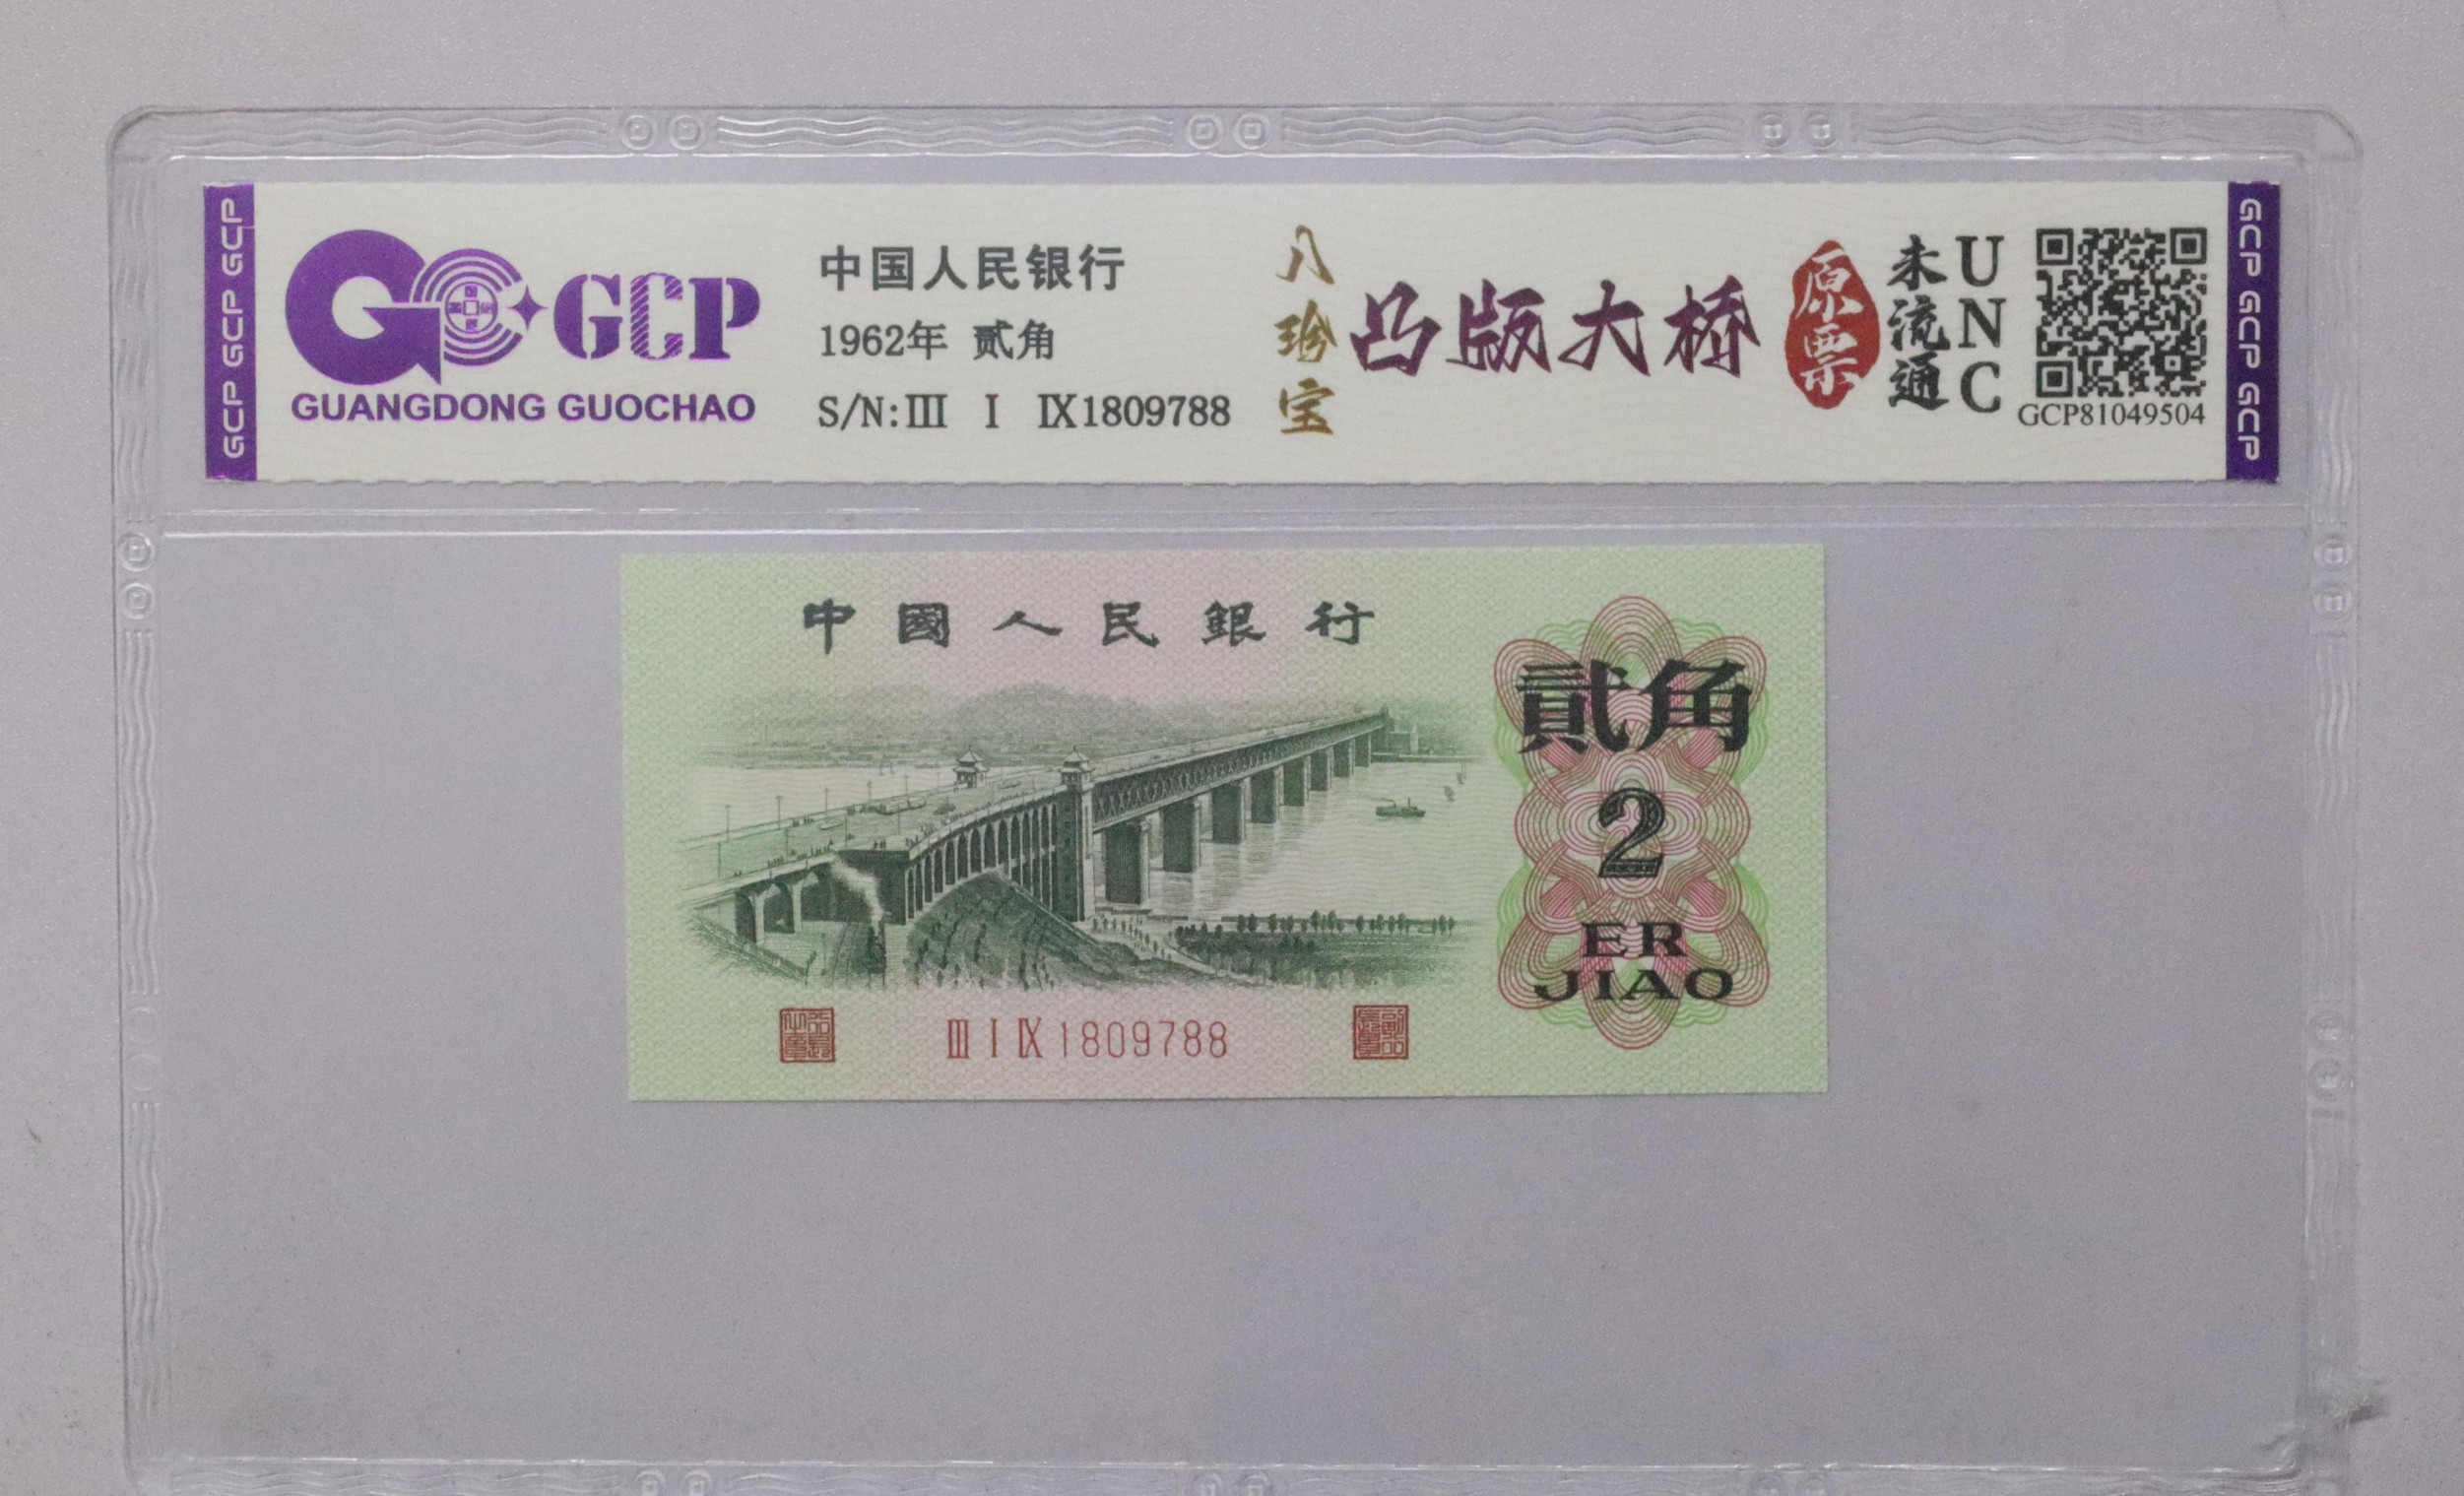 GCP GCP GCP
GCP
GUANGDONG GUOCHAO
中国人民银行
1962年 贰角
S/N:Ⅲ Ⅰ Ⅸ1809788
八珍宝
凸版大桥
原票
未流通
UNC
GCP81049504
GCP GCP GCP
中國人民銀行
貳角
2
ER
JIAO
Ⅲ Ⅰ Ⅸ 1809788